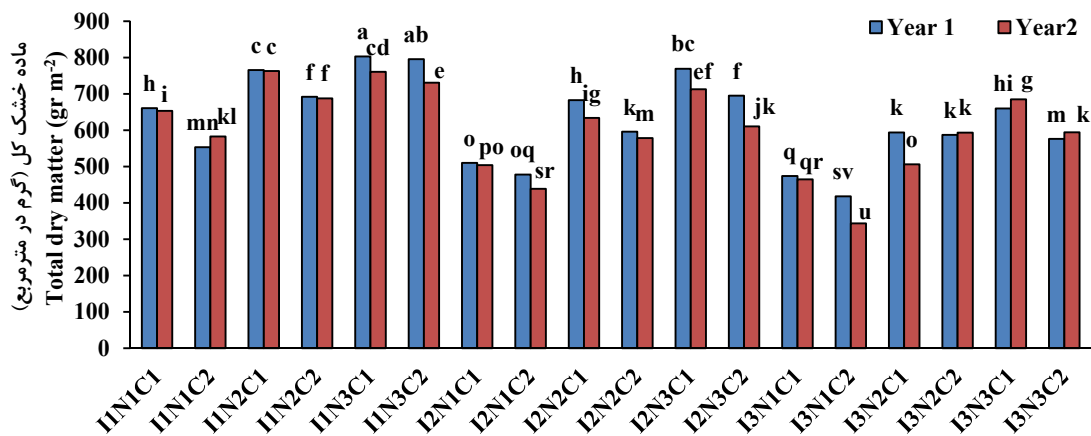 ماده خشک کل (گرم در مترمربع)
Total dry matter (gr m-2)
900
800
700
600
500
400
300
200
100
0
Year 1
Year2
h i
mn kl
c c
f f
a cd
ab e
o po
oq sr
h ig
k m
bc ef
f jk
q qr
sv u
k o
k k
hi g
m k
I1N1C1
I1N1C2
I1N2C1
I1N2C2
I1N3C1
I1N3C2
I2N1C1
I2N1C2
I2N2C1
I2N2C2
I2N3C1
I2N3C2
I3N1C1
I3N1C2
I3N2C1
I3N2C2
I3N3C1
I3N3C2